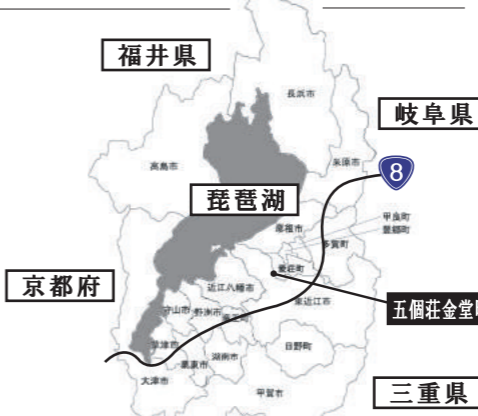 福井県
長浜市
岐阜県
高島市
米原市
8
琵琶湖
甲良町
豊郷町
彦根市
多賀町
愛荘町
京都府
近江八幡市
東近江市
五個荘金堂
守山市
野洲市
竜王町
草津市
日野町
湖南市
栗東市
大津市
甲賀市
三重県